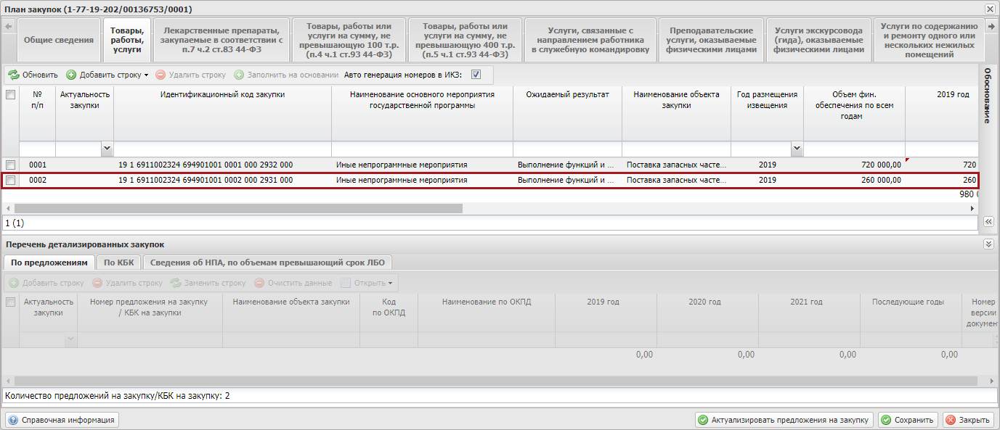 План закупок (1-77-19-202/00136753/0001)
Общие сведения
Товары,
работы,
услуги
Лекарственные препараты,
закупаемые в соответствии с
п.7 ч.2 ст.83 44-ФЗ
Товары, работы или
услуги на сумму, не
превышающую 100 т.р.
(п.4 ч.1 ст.93 44-ФЗ)
Товары, работы или
услуги на сумму, не
превышающую 400 т.р.
(п.5 ч.1 ст.93 44-ФЗ)
Услуги, связанные с
направлением работника
в служебную командировку
Преподавательские
услуги, оказываемые
физическими лицами
Услуги экскурсовода
(гида), оказываемые
физическими лицами
Услуги по содержанию
и ремонту одного или
нескольких нежилых
помещений
Обновить Добавить строку Удалить строку Заполнить на основании Авто генерация номеров в ИКЗ:
Обоснование
№
п/п
Актуальность
закупки
Идентификационный код закупки
Наименование основного мероприятия
государственной программы
Ожидаемый результат
Наименование объекта
закупки
Год размещения
извещения
Объем фин.
обеспечения по всем
годам
2019 год
0001 19 1 6911002324 694901001 0001 000 2932 000 Иные непрограммные мероприятия Выполнение функций и ... Поставка запасных часте... 2019 720 000,00 720
0002 19 1 6911002324 694901001 0002 000 2931 000 Иные непрограммные мероприятия Выполнение функций и ... Поставка запасных часте... 2019 260 000,00 260
980
1 (1)
Перечень детализированных закупок
По предложениям По КБК Сведения об НПА, по объемам превышающий срок ЛБО
Добавить строку Удалить строку Заменить строку Очистить данные Открыть
Актуальность
закупки
Номер предложения на закупку
/ КБК на закупки
Наименование объекта закупки
Код
по ОКПД
Наименование по ОКПД
2019 год
2020 год
2021 год
Последующие годы
Номер
версии
документ
0,00 0,00 0,00 0,00
Количество предложений на закупку/КБК на закупку: 2
Справочная информация Актуализировать предложения на закупку Сохранить Закрыть